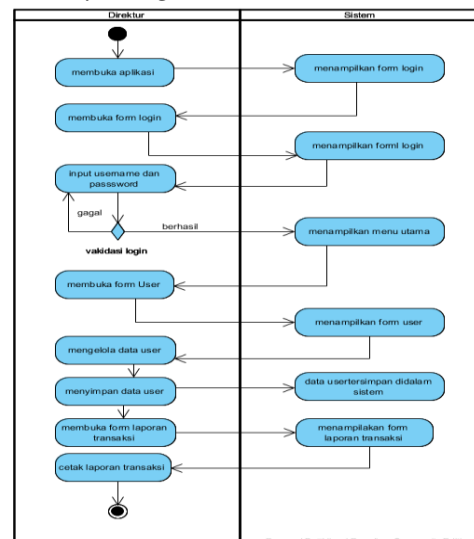 Direktur
Sistem
membuka aplikasi
menampilkan form login
membuka form login
menampilkan forml login
input username dan
passsword
gagal
berhasil
vakidasi login
menampilkan menu utama
membuka form User
menampilkan form user
mengelola data user
menyimpan data user
data usertersimpan didalam
sistem
membuka form laporan
transaksi
menampilakan form
laporan transaksi
cetak laporan transaksi